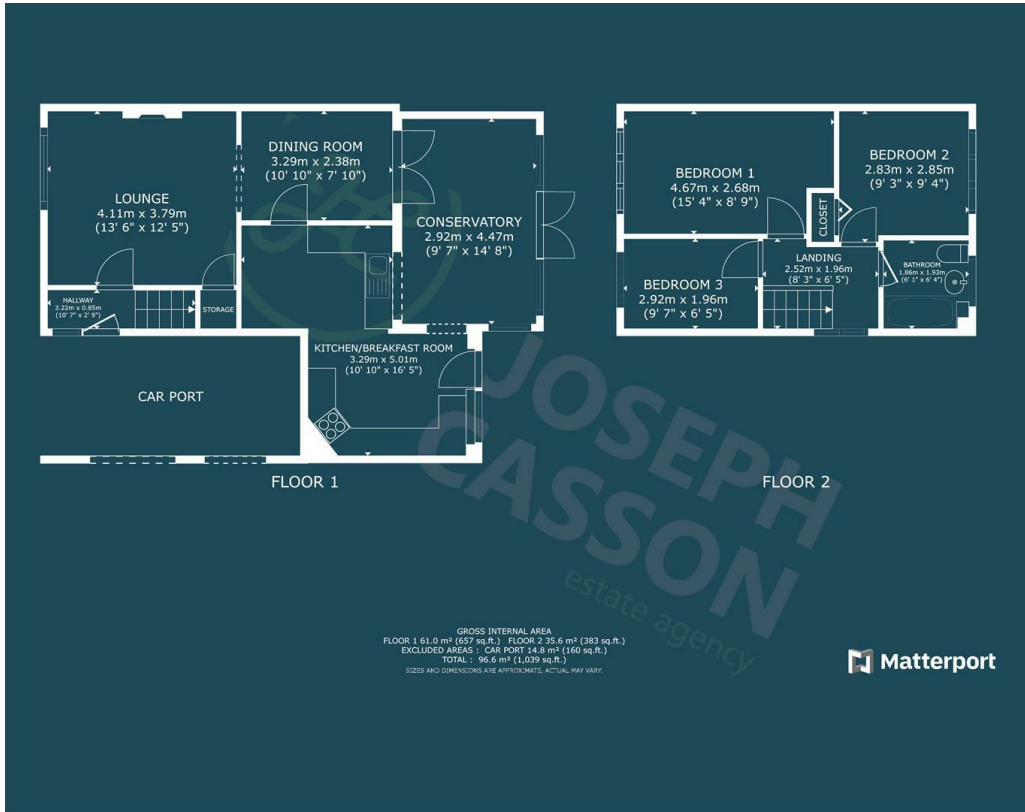 LOUNGE
4.11m x 3.79m
(13' 6" x 12' 5")
DINING ROOM
3.29m x 2.38m
(10' 10" x 7' 10")
CONSERVATORY
2.92m x 4.47m
(9' 7" x 14' 8")
HALLWAY
3.22m x 0.85m
(10' 7" x 2' 9")
STORAGE
KITCHEN/BREAKFAST ROOM
3.29m x 5.01m
(10' 10" x 16' 5")
CAR PORT
FLOOR 1
BEDROOM 1
4.67m x 2.68m
(15' 4" x 8' 9")
CLOSET
BEDROOM 2
2.83m x 2.85m
(9' 3" x 9' 4")
BEDROOM 3
2.92m x 1.96m
(9' 7" x 6' 5")
LANDING
2.52m x 1.96m
(8' 3" x 6' 5")
BATHROOM
1.86m x 1.93m
(6' 1" x 6' 4")
FLOOR 2
JOSEPH
CASSON
estate agency
GROSS INTERNAL AREA
FLOOR 1 61.0 m² (657 sq.ft.) FLOOR 2 35.6 m² (383 sq.ft.)
EXCLUDED AREAS : CAR PORT 14.8 m² (160 sq.ft.)
TOTAL : 96.6 m² (1,039 sq.ft.)
SIZES AND DIMENSIONS ARE APPROXIMATE, ACTUAL MAY VARY.
Matterport